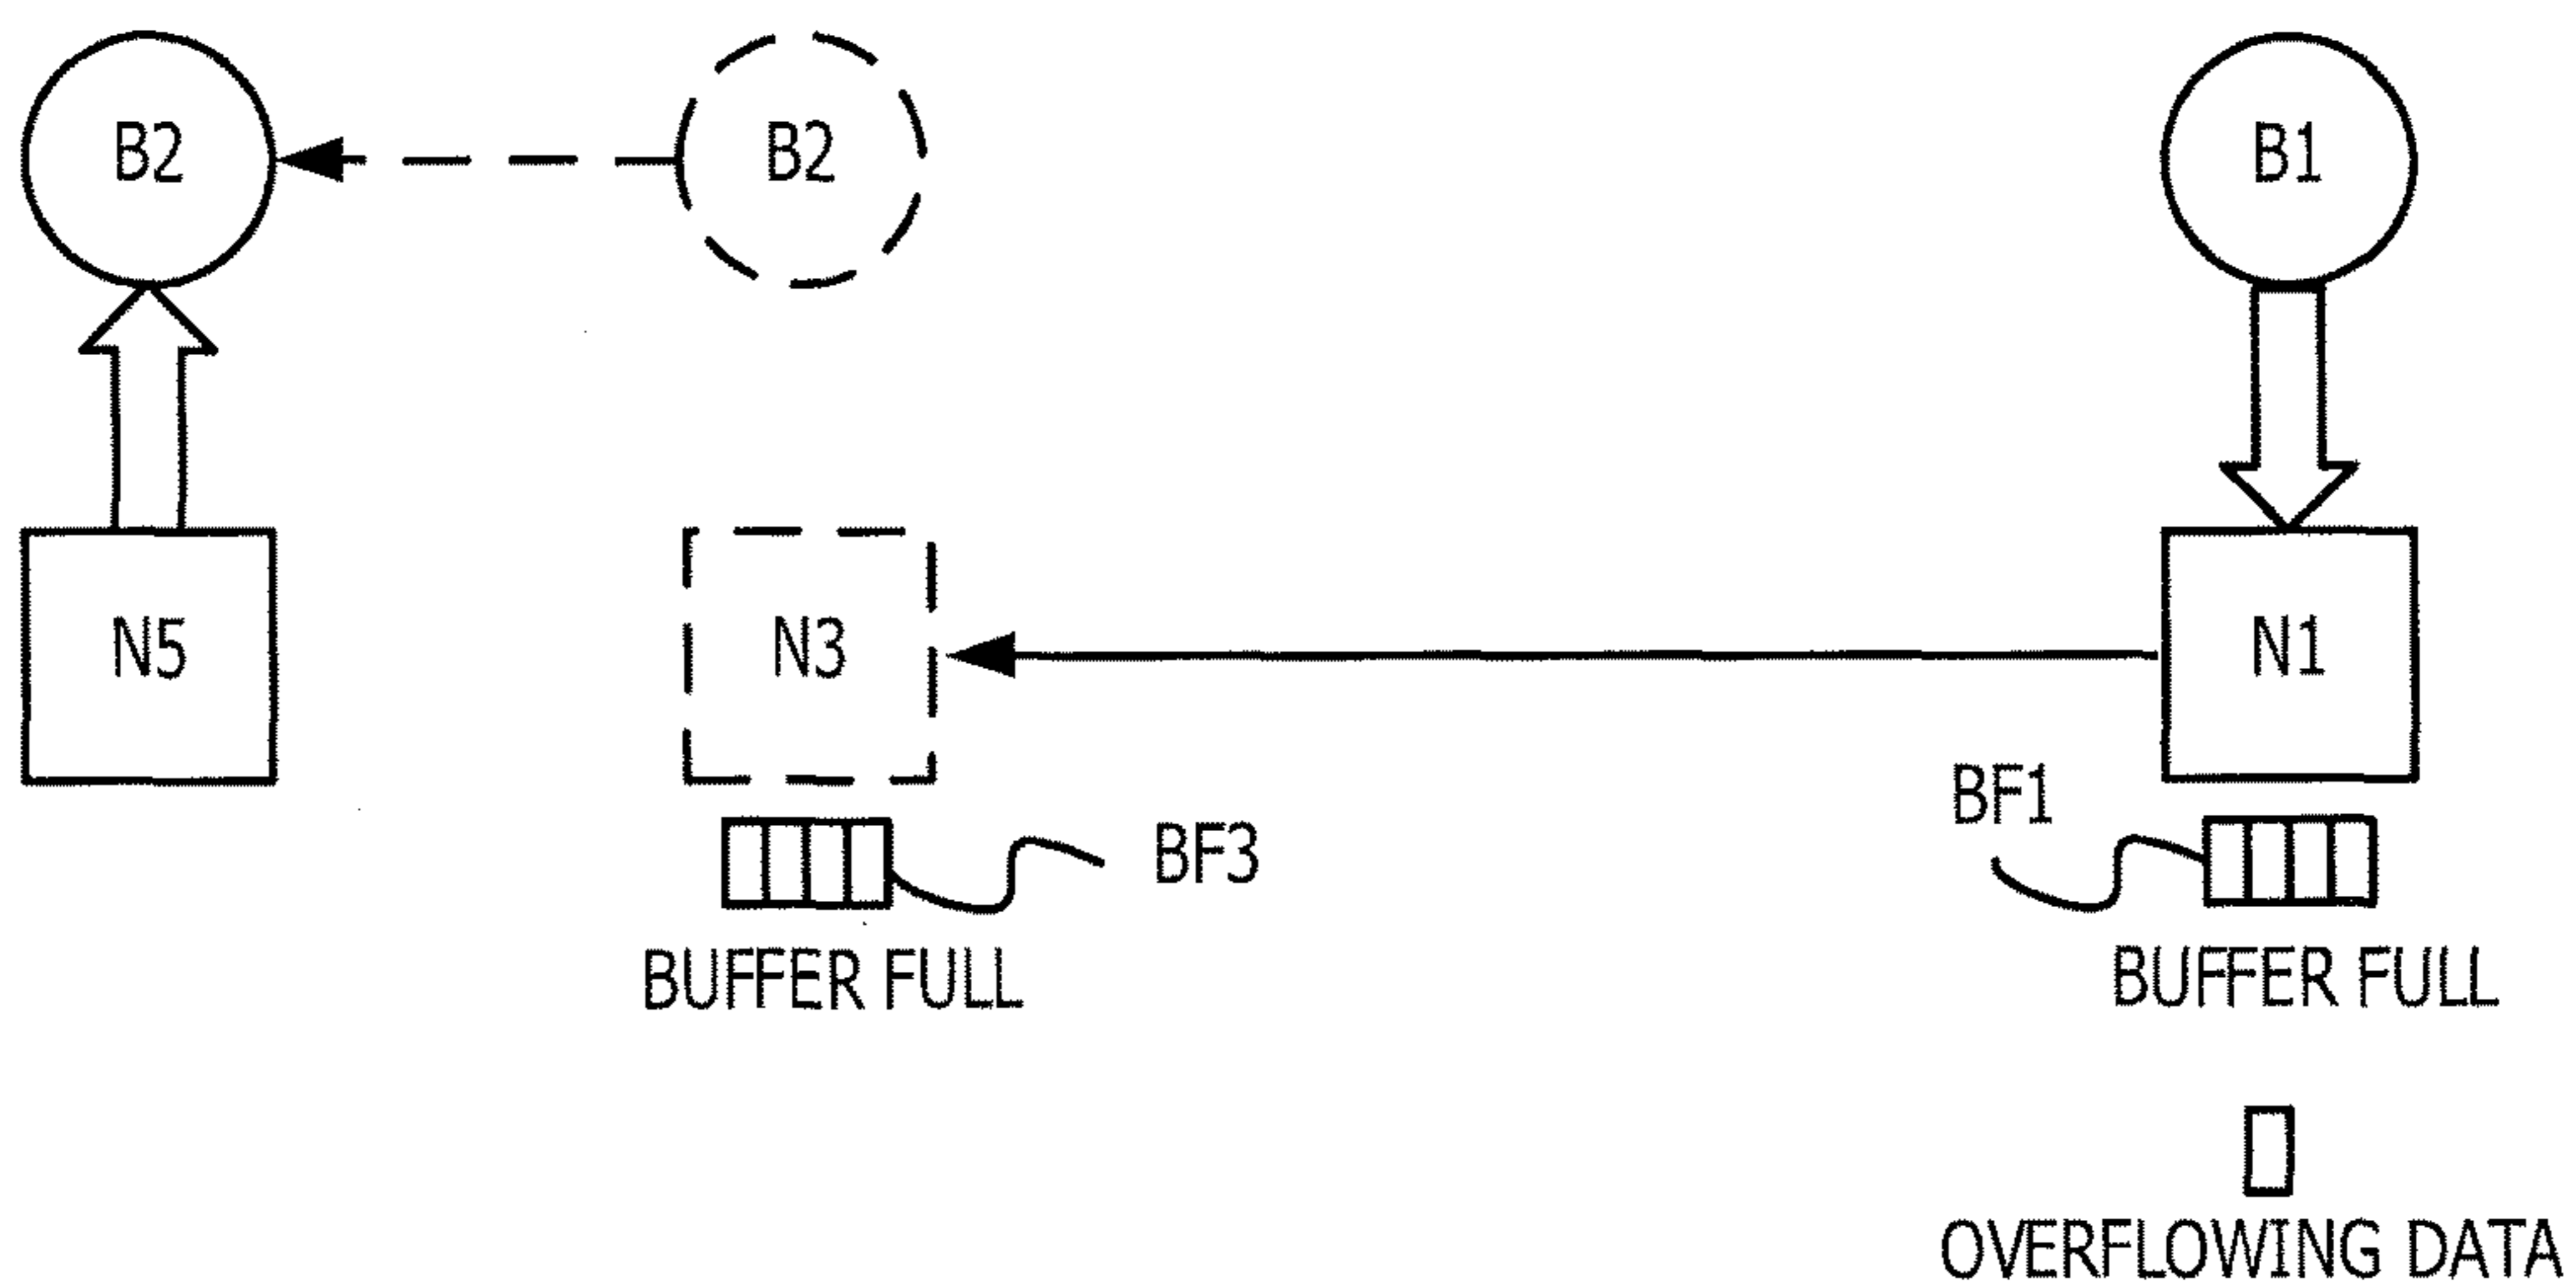 B2
B2
B1
N5
N3
N1
BF3
BF1
BUFFER FULL
BUFFER FULL
OVERFLOWING DATA